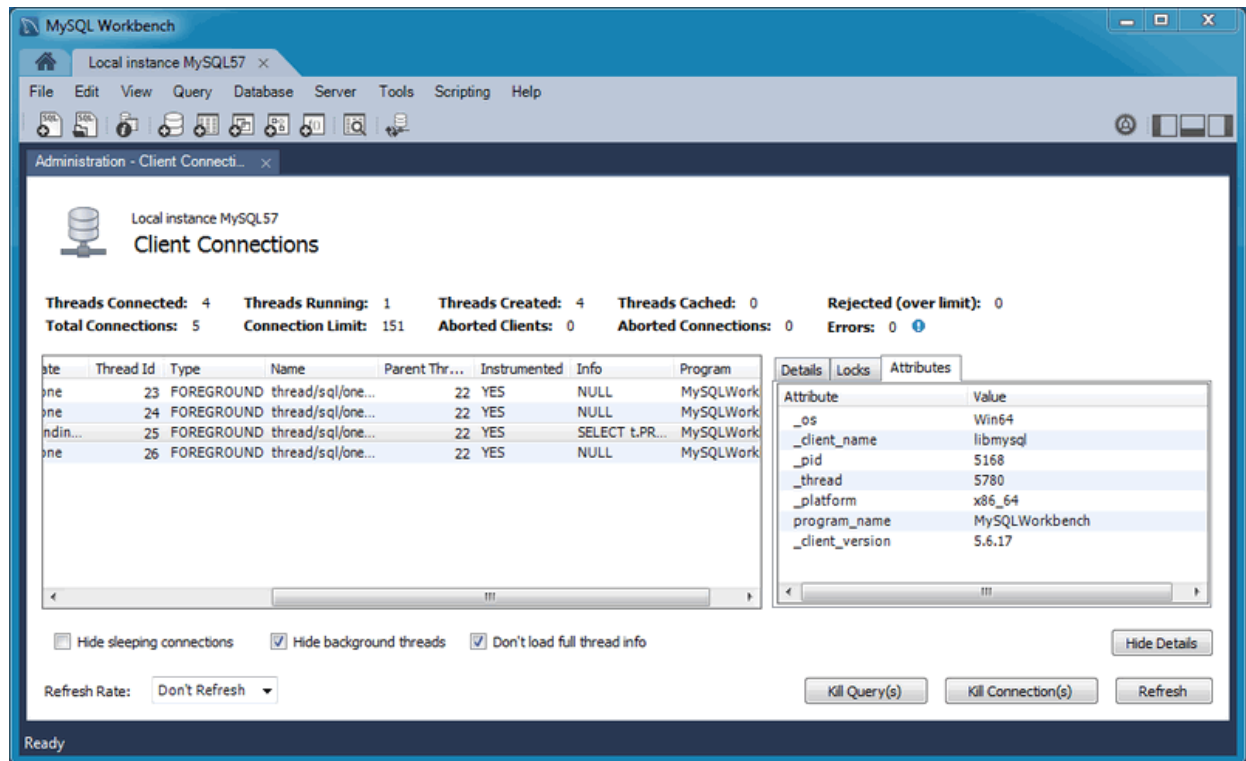 MySQL Workbench
Local instance MySQL57
File Edit View Query Database Server Tools Scripting Help
Administration - Client Connecti...
Local instance MySQL57
Client Connections
Threads Connected: 4 Threads Running: 1 Threads Created: 4 Threads Cached: 0 Rejected (over limit): 0
Total Connections: 5 Connection Limit: 151 Aborted Clients: 0 Aborted Connections: 0 Errors: 0
ate Thread Id Type Name Parent Thr... Instrumented Info Program
one 23 FOREGROUND thread/sql/one... 22 YES NULL MySQLWork
one 24 FOREGROUND thread/sql/one... 22 YES NULL MySQLWork
ndin... 25 FOREGROUND thread/sql/one... 22 YES SELECT t.PR... MySQLWork
one 26 FOREGROUND thread/sql/one... 22 YES NULL MySQLWork
Details Locks Attributes
Attribute Value
_os Win64
_client_name libmysql
_pid 5168
_thread 5780
_platform x86_64
program_name MySQLWorkbench
_client_version 5.6.17
Hide sleeping connections Hide background threads Don't load full thread info Hide Details
Refresh Rate: Don't Refresh Kill Query(s) Kill Connection(s) Refresh
Ready